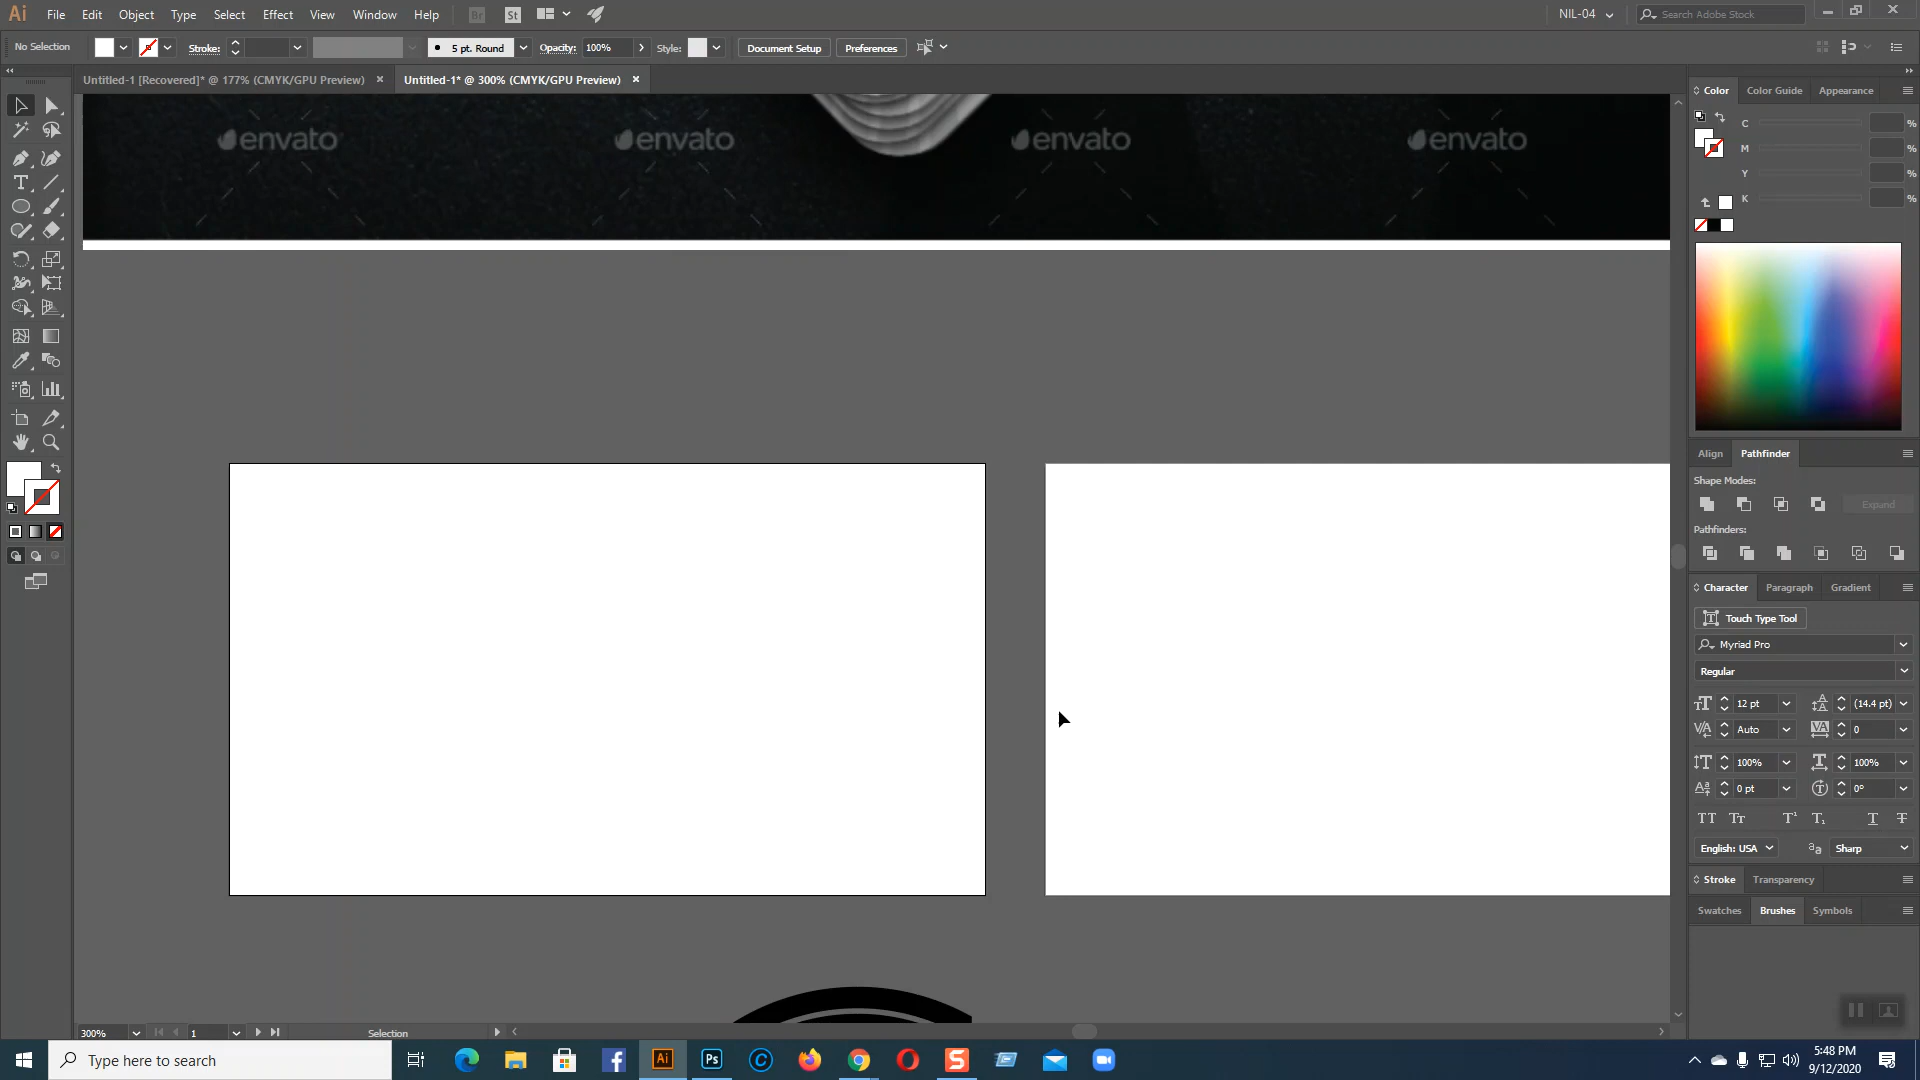 Ai File Edit Object Type Select Effect View Window Help Br St NIL-04 Search Adobe Stock
No Selection Stroke: 5 pt. Round Opacity: 100% Style: Document Setup Preferences
Untitled-1 [Recovered]* @ 177% (CMYK/GPU Preview) × Untitled-1* @ 300% (CMYK/GPU Preview) ×
Color Color Guide Appearance
C %
M %
Y %
K %
envato envato envato envato
Align Pathfinder
Shape Modes:
Expand
Pathfinders:
Character Paragraph Gradient
Touch Type Tool
Myriad Pro
Regular
12 pt (14.4 pt)
Auto 0
100% 100%
0 pt 0°
English: USA Sharp
Stroke Transparency
Swatches Brushes Symbols
300% 1 Selection
Type here to search
Ai Ps
5:48 PM
9/12/2020